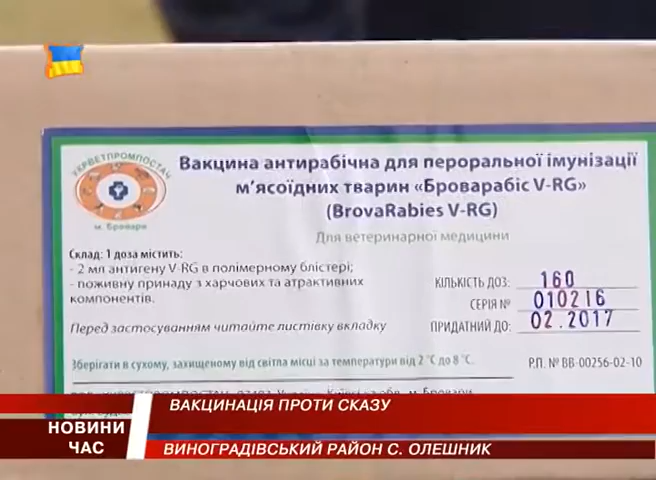 УКРВЕТПРОМПОСТАЧ
м. Бровари
Вакцина антирабічна для пероральної імунізації
м'ясоїдних тварин «Броварабіс V-RG»
(BrovaRabies V-RG)
Для ветеринарної медицини
Склад: 1 доза містить:
- 2 мл антигену V-RG в полімерному блістері;
- поживну принаду з харчових та атрактивних
компонентів.
Перед застосуванням читайте листівку вкладку
КІЛЬКІСТЬ ДОЗ: 160
СЕРІЯ № 010216
ПРИДАТНИЙ ДО: 02.2017
Зберігати в сухому, захищеному від світла місці за температури від 2 °С до 8 °С.
Р.П. № ВВ-00256-02-10
ВАКЦИНАЦІЯ ПРОТИ СКАЗУ
НОВИНИ
ЧАС
ВИНОГРАДІВСЬКИЙ РАЙОН С. ОЛЕШНИК